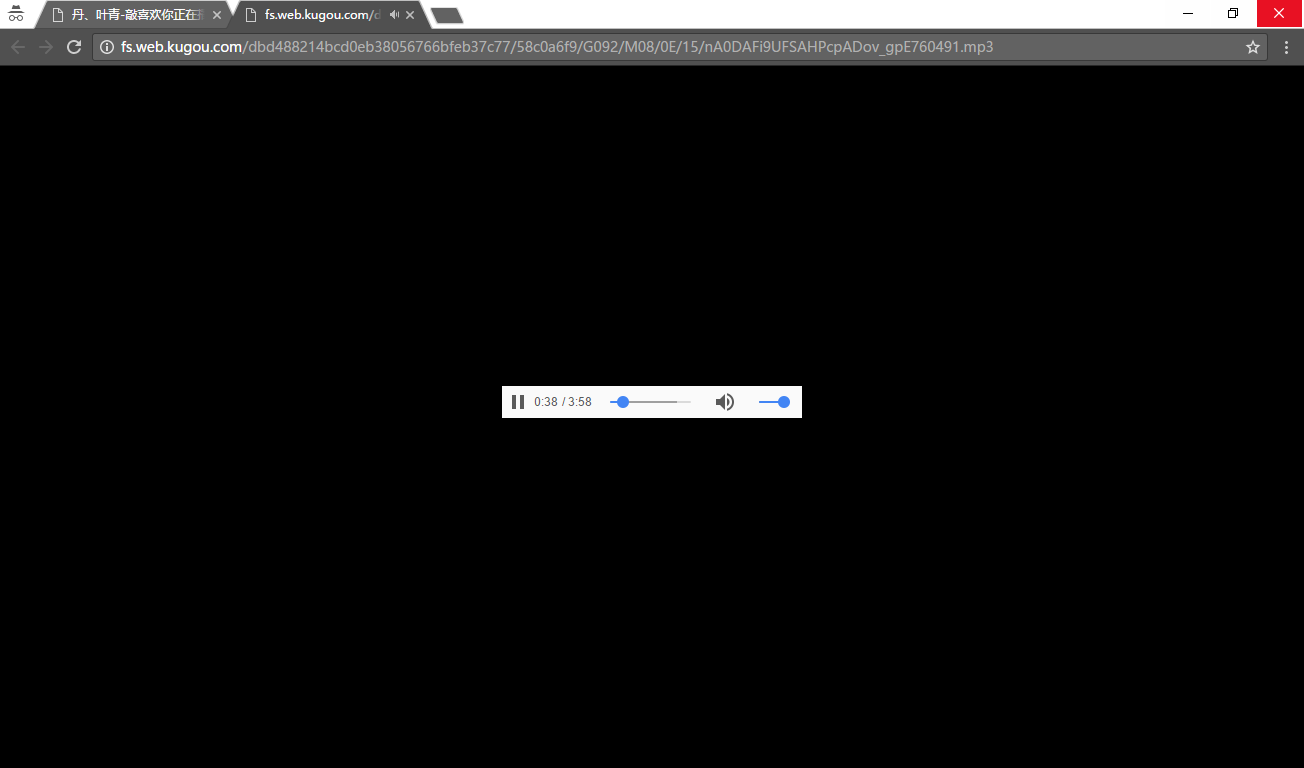 丹、叶青-敲喜欢你正在
fs.web.kugou.com/d
fs.web.kugou.com/dbd488214bcd0eb38056766bfeb37c77/58c0a6f9/G092/M08/0E/15/nA0DAFi9UFSAHPcpADov_gpE760491.mp3
0:38 / 3:58